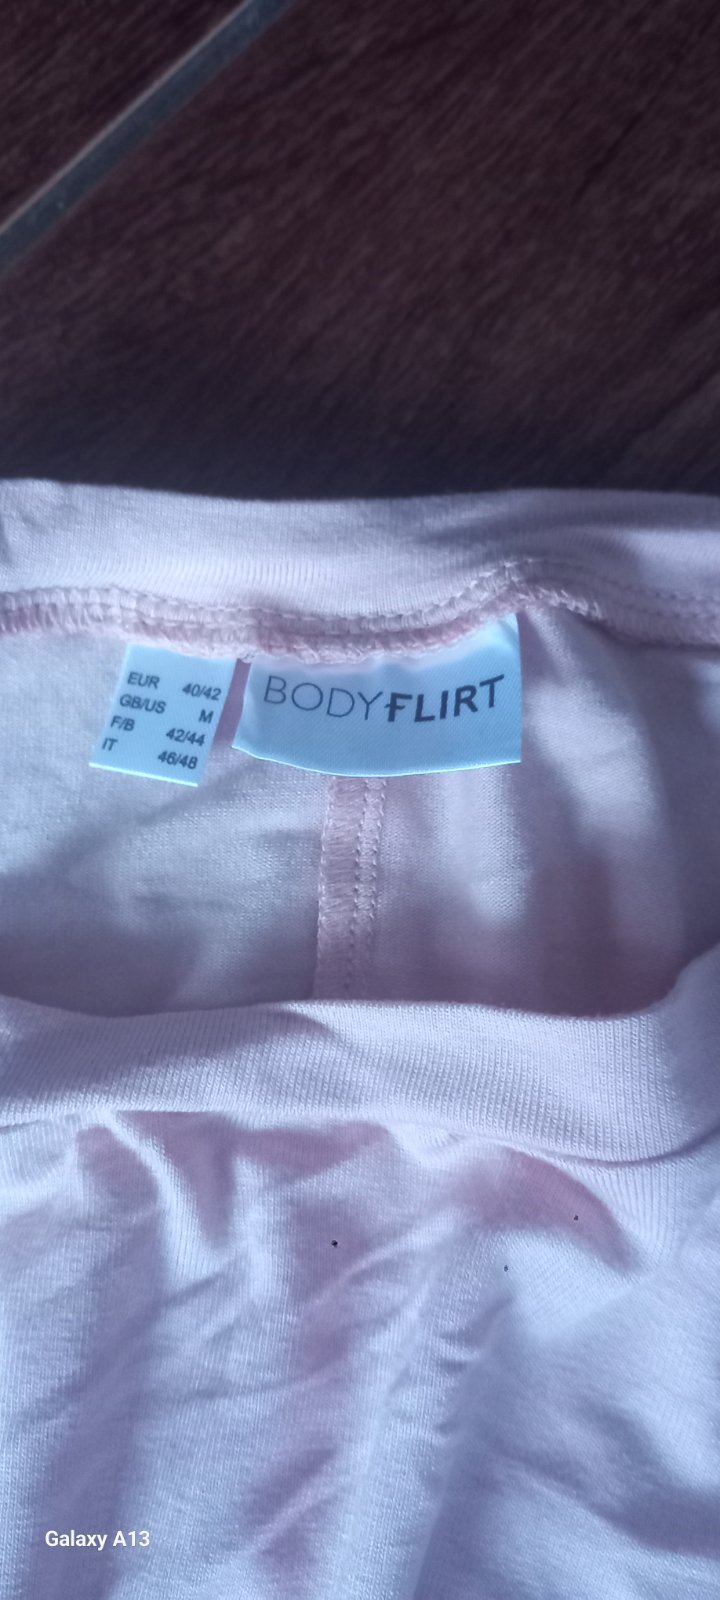 EUR 40/42
GB/US M
F/B 42/44
IT 46/48
BODYFLIRT
Galaxy A13